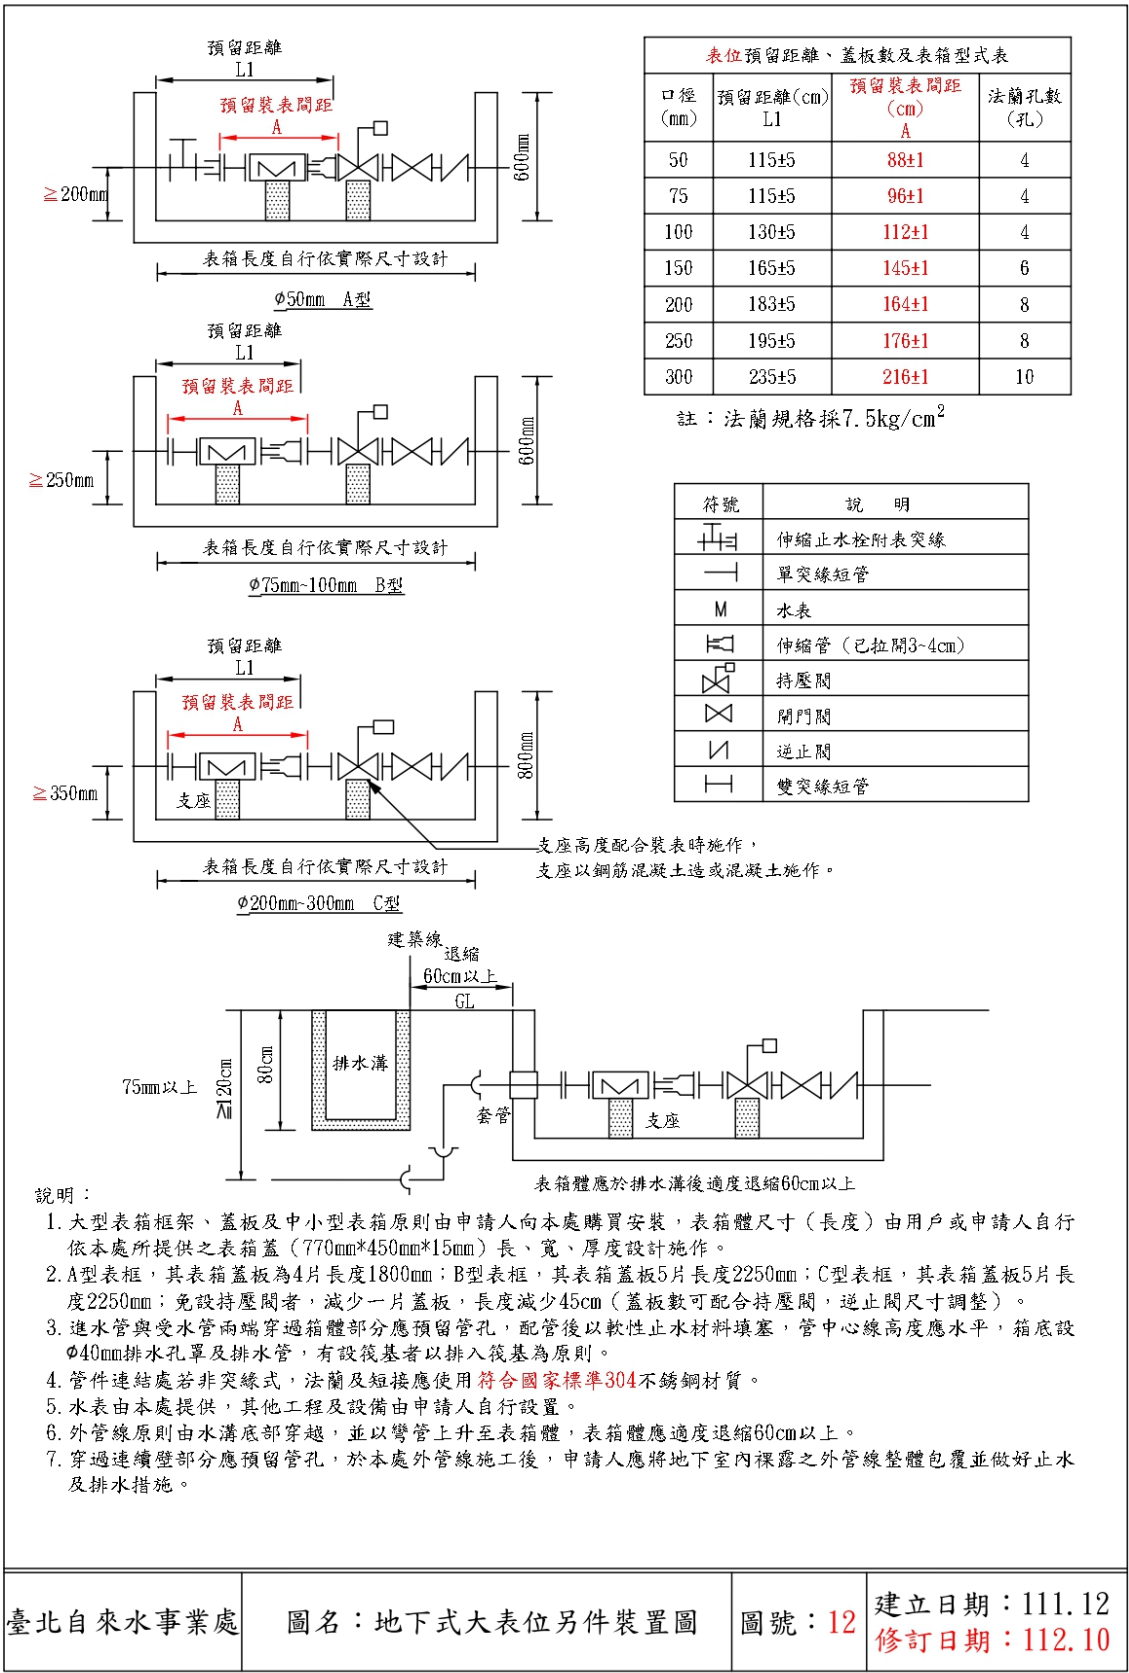 預留距離
L1
預留裝表間距
A
≧200mm
600mm
表箱長度自行依實際尺寸設計
φ50mm A型
預留距離
L1
預留裝表間距
A
≧250mm
600mm
表箱長度自行依實際尺寸設計
φ75mm~100mm B型
預留距離
L1
預留裝表間距
A
≧350mm
支座
800mm
支座高度配合裝表時施作，
支座以鋼筋混凝土造或混凝土施作。
表箱長度自行依實際尺寸設計
φ200mm~300mm C型
表位預留距離、蓋板數及表箱型式表
口徑(mm) 預留距離(cm) L1 預留裝表間距(cm) A 法蘭孔數(孔)
50 115±5 88±1 4
75 115±5 96±1 4
100 130±5 112±1 4
150 165±5 145±1 6
200 183±5 164±1 8
250 195±5 176±1 8
300 235±5 216±1 10
註：法蘭規格採7.5kg/cm²
符號 說 明
伸縮止水栓附表突緣
單突緣短管
M 水表
伸縮管（已拉開3~4cm）
持壓閥
閘門閥
逆止閥
雙突緣短管
建築線
退縮
60cm以上
GL
75mm以上
≧120cm
80cm
排水溝
套管
支座
表箱體應於排水溝後適度退縮60cm以上
說明：
1.大型表箱框架、蓋板及中小型表箱原則由申請人向本處購買安裝，表箱體尺寸（長度）由用戶或申請人自行
依本處所提供之表箱蓋（770mm*450mm*15mm）長、寬、厚度設計施作。
2.A型表框，其表箱蓋板為4片長度1800mm；B型表框，其表箱蓋板5片長度2250mm；C型表框，其表箱蓋板5片長
度2250mm；免設持壓閥者，減少一片蓋板，長度減少45cm（蓋板數可配合持壓閥，逆止閥尺寸調整）。
3.進水管與受水管兩端穿過箱體部分應預留管孔，配管後以軟性止水材料填塞，管中心線高度應水平，箱底設
φ40mm排水孔罩及排水管，有設筏基者以排入筏基為原則。
4.管件連結處若非突緣式，法蘭及短接應使用符合國家標準304不銹鋼材質。
5.水表由本處提供，其他工程及設備由申請人自行設置。
6.外管線原則由水溝底部穿越，並以彎管上升至表箱體，表箱體應適度退縮60cm以上。
7.穿過連續壁部分應預留管孔，於本處外管線施工後，申請人應將地下室內裸露之外管線整體包覆並做好止水
及排水措施。
臺北自來水事業處
圖名：地下式大表位另件裝置圖
圖號：12
建立日期：111.12
修訂日期：112.10